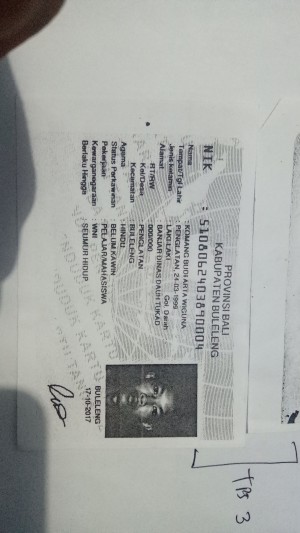 PROVINSI BALI
KABUPATEN BULELENG
NIK : 5108062403890004
Nama : KOMANG BUDI ARTA WIGUNA
Tempat/Tgl Lahir : PENGLATAN, 24-03-1998
Jenis kelamin : LAKI-LAKI Gol. Darah
Alamat : BANJAR DINAS DAUH TUKAD
RT/RW : 000/000
Kel/Desa : PENGLATAN
Kecamatan : BULELENG
Agama : HINDU
Status Perkawinan : BELUM KAWIN
Pekerjaan : PELAJAR/MAHASISWA
Kewarganegaraan : WNI
Berlaku Hingga : SEUMUR HIDUP
BULELENG
17-10-2017
TPS 3